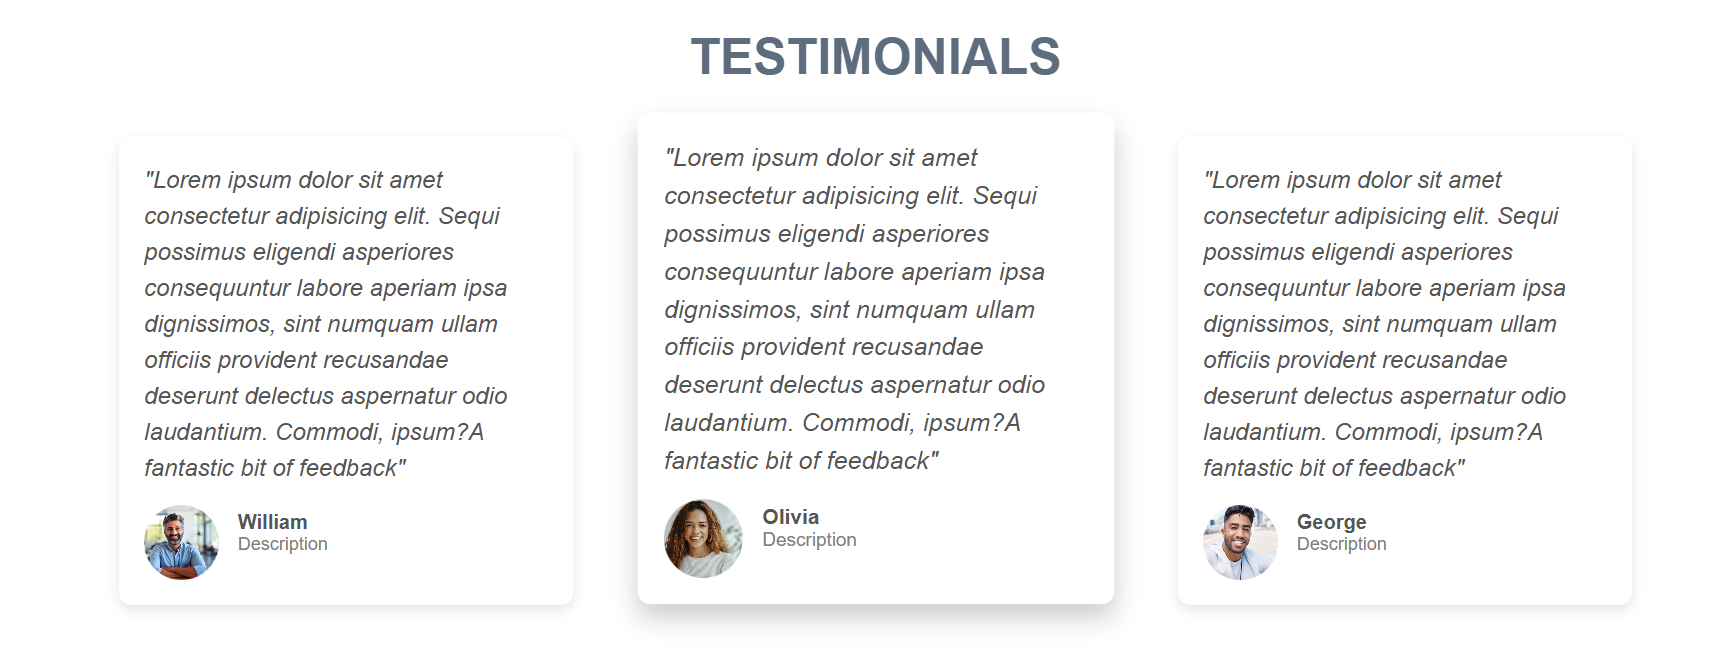 TESTIMONIALS
"Lorem ipsum dolor sit amet
consectetur adipisicing elit. Sequi
possimus eligendi asperiores
consequuntur labore aperiam ipsa
dignissimos, sint numquam ullam
officiis provident recusandae
deserunt delectus aspernatur odio
laudantium. Commodi, ipsum?A
fantastic bit of feedback"
William
Description
"Lorem ipsum dolor sit amet
consectetur adipisicing elit. Sequi
possimus eligendi asperiores
consequuntur labore aperiam ipsa
dignissimos, sint numquam ullam
officiis provident recusandae
deserunt delectus aspernatur odio
laudantium. Commodi, ipsum?A
fantastic bit of feedback"
Olivia
Description
"Lorem ipsum dolor sit amet
consectetur adipisicing elit. Sequi
possimus eligendi asperiores
consequuntur labore aperiam ipsa
dignissimos, sint numquam ullam
officiis provident recusandae
deserunt delectus aspernatur odio
laudantium. Commodi, ipsum?A
fantastic bit of feedback"
George
Description